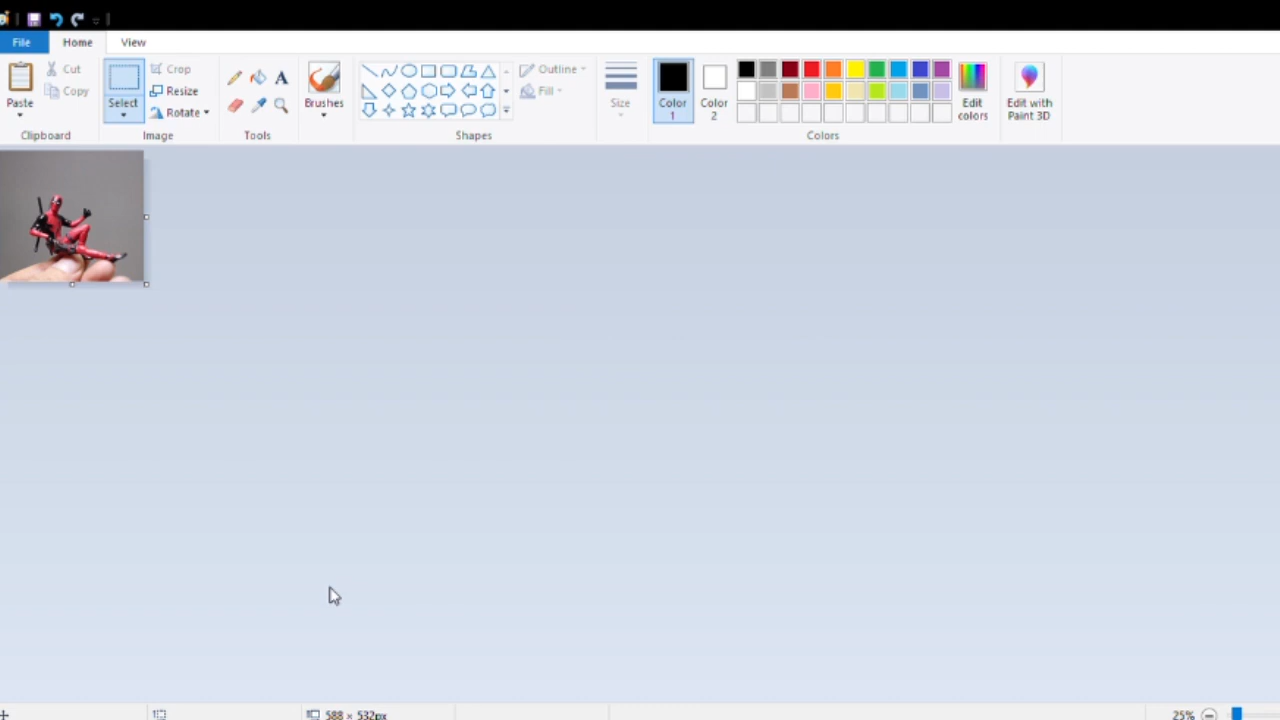 File Home View
Paste
Cut
Copy
Clipboard
Select
Crop
Resize
Rotate
Image
A
Tools
Brushes
Shapes
Outline
Fill
Size
Color
1
Color
2
Colors
Edit
colors
Edit with
Paint 3D
588 × 532px
25%